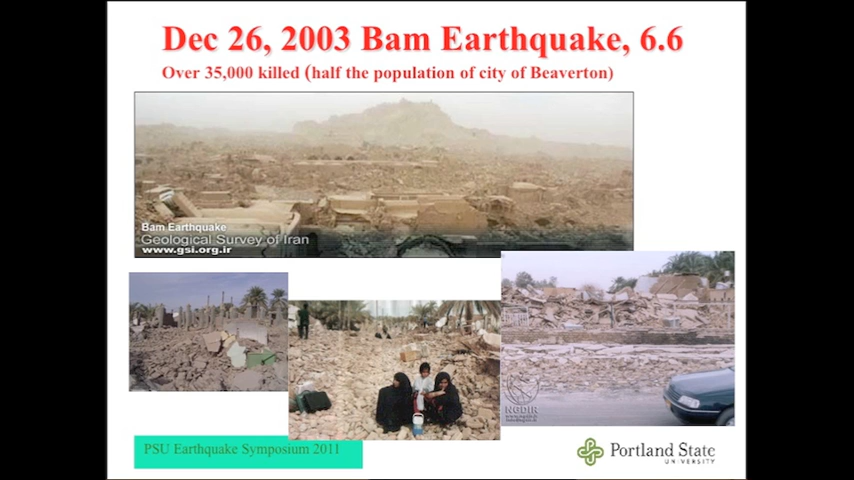 Dec 26, 2003 Bam Earthquake, 6.6
Over 35,000 killed (half the population of city of Beaverton)
Bam Earthquake
Geological Survey of Iran
www.gsi.org.ir
NGDIR
PSU Earthquake Symposium 2011
Portland State
UNIVERSITY